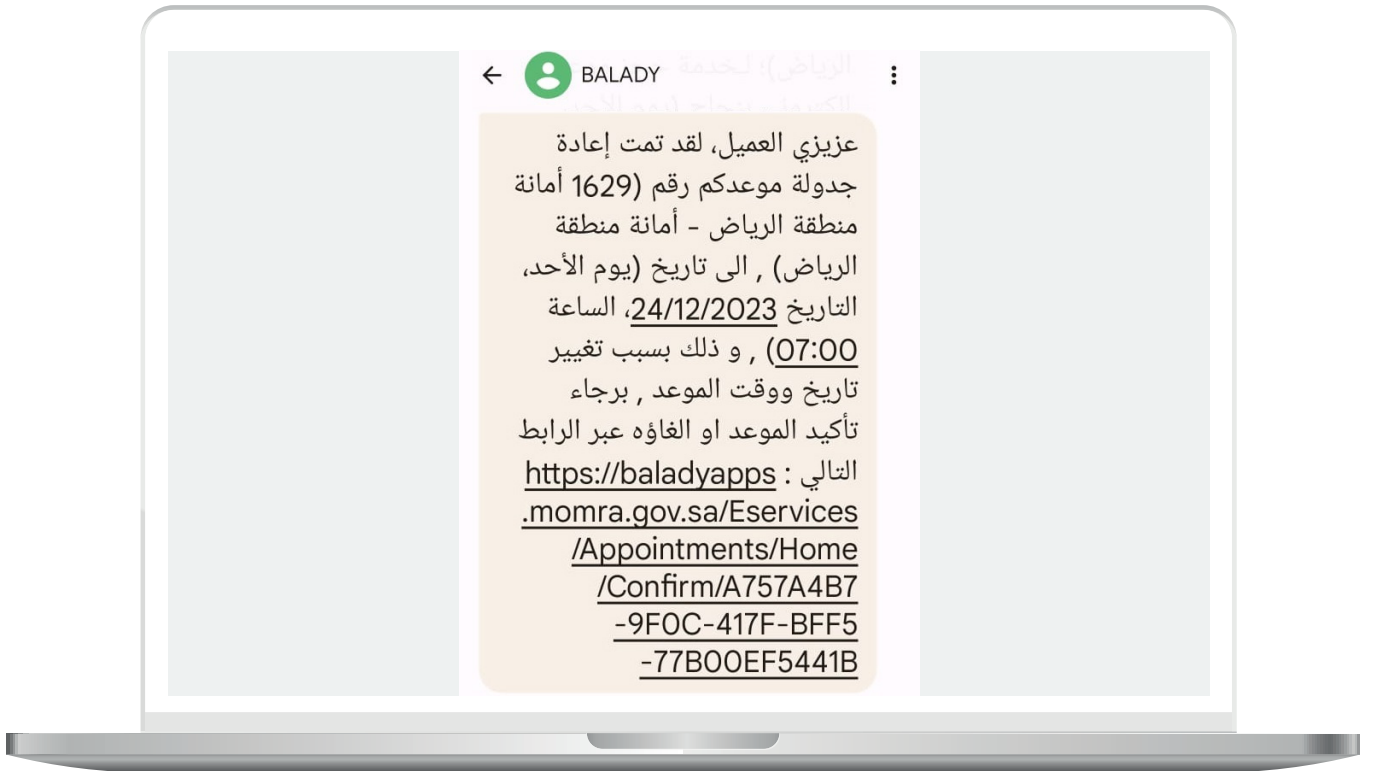 الرياض)؛ لخدمة
BALADY
عزيزي العميل، لقد تمت إعادة
جدولة موعدكم رقم (1629 أمانة
منطقة الرياض - أمانة منطقة
الرياض) , الى تاريخ (يوم الأحد،
التاريخ 24/12/2023، الساعة
07:00) , و ذلك بسبب تغيير
تاريخ ووقت الموعد , برجاء
تأكيد الموعد او الغاؤه عبر الرابط
التالي : https://baladyapps
.momra.gov.sa/Eservices
/Appointments/Home
/Confirm/A757A4B7
-9F0C-417F-BFF5
-77B00EF5441B